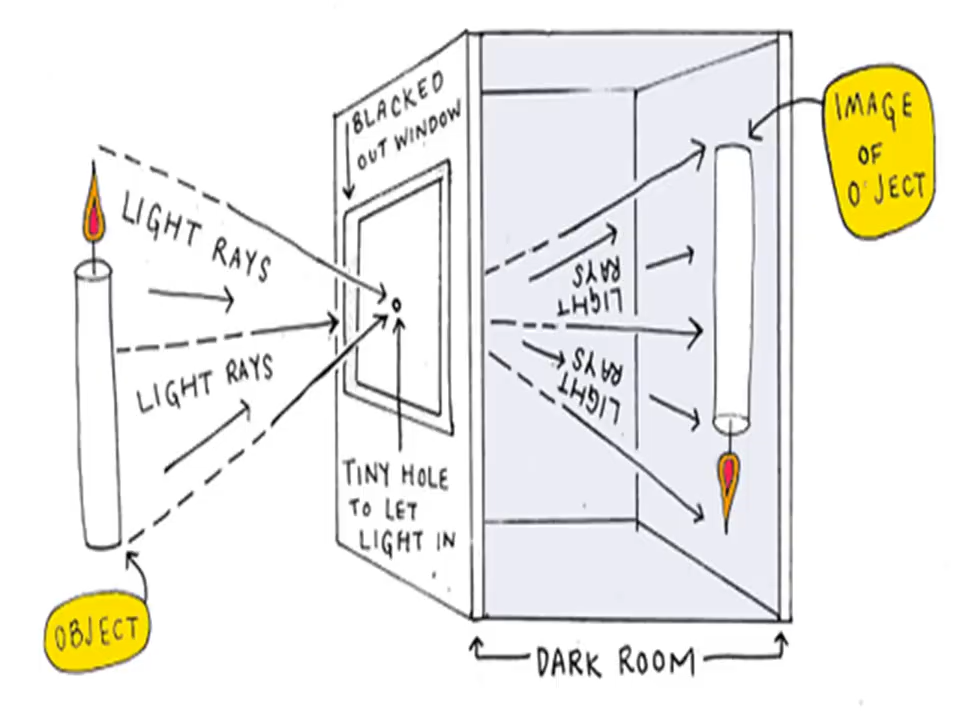 BLACKED
OUT WINDOW
IMAGE
OF
O'JECT
LIGHT RAYS
LIGHT
RAYS
LIGHT RAYS
LIGHT
RAYS
TINY HOLE
TO LET
LIGHT IN
OBJECT
DARK ROOM